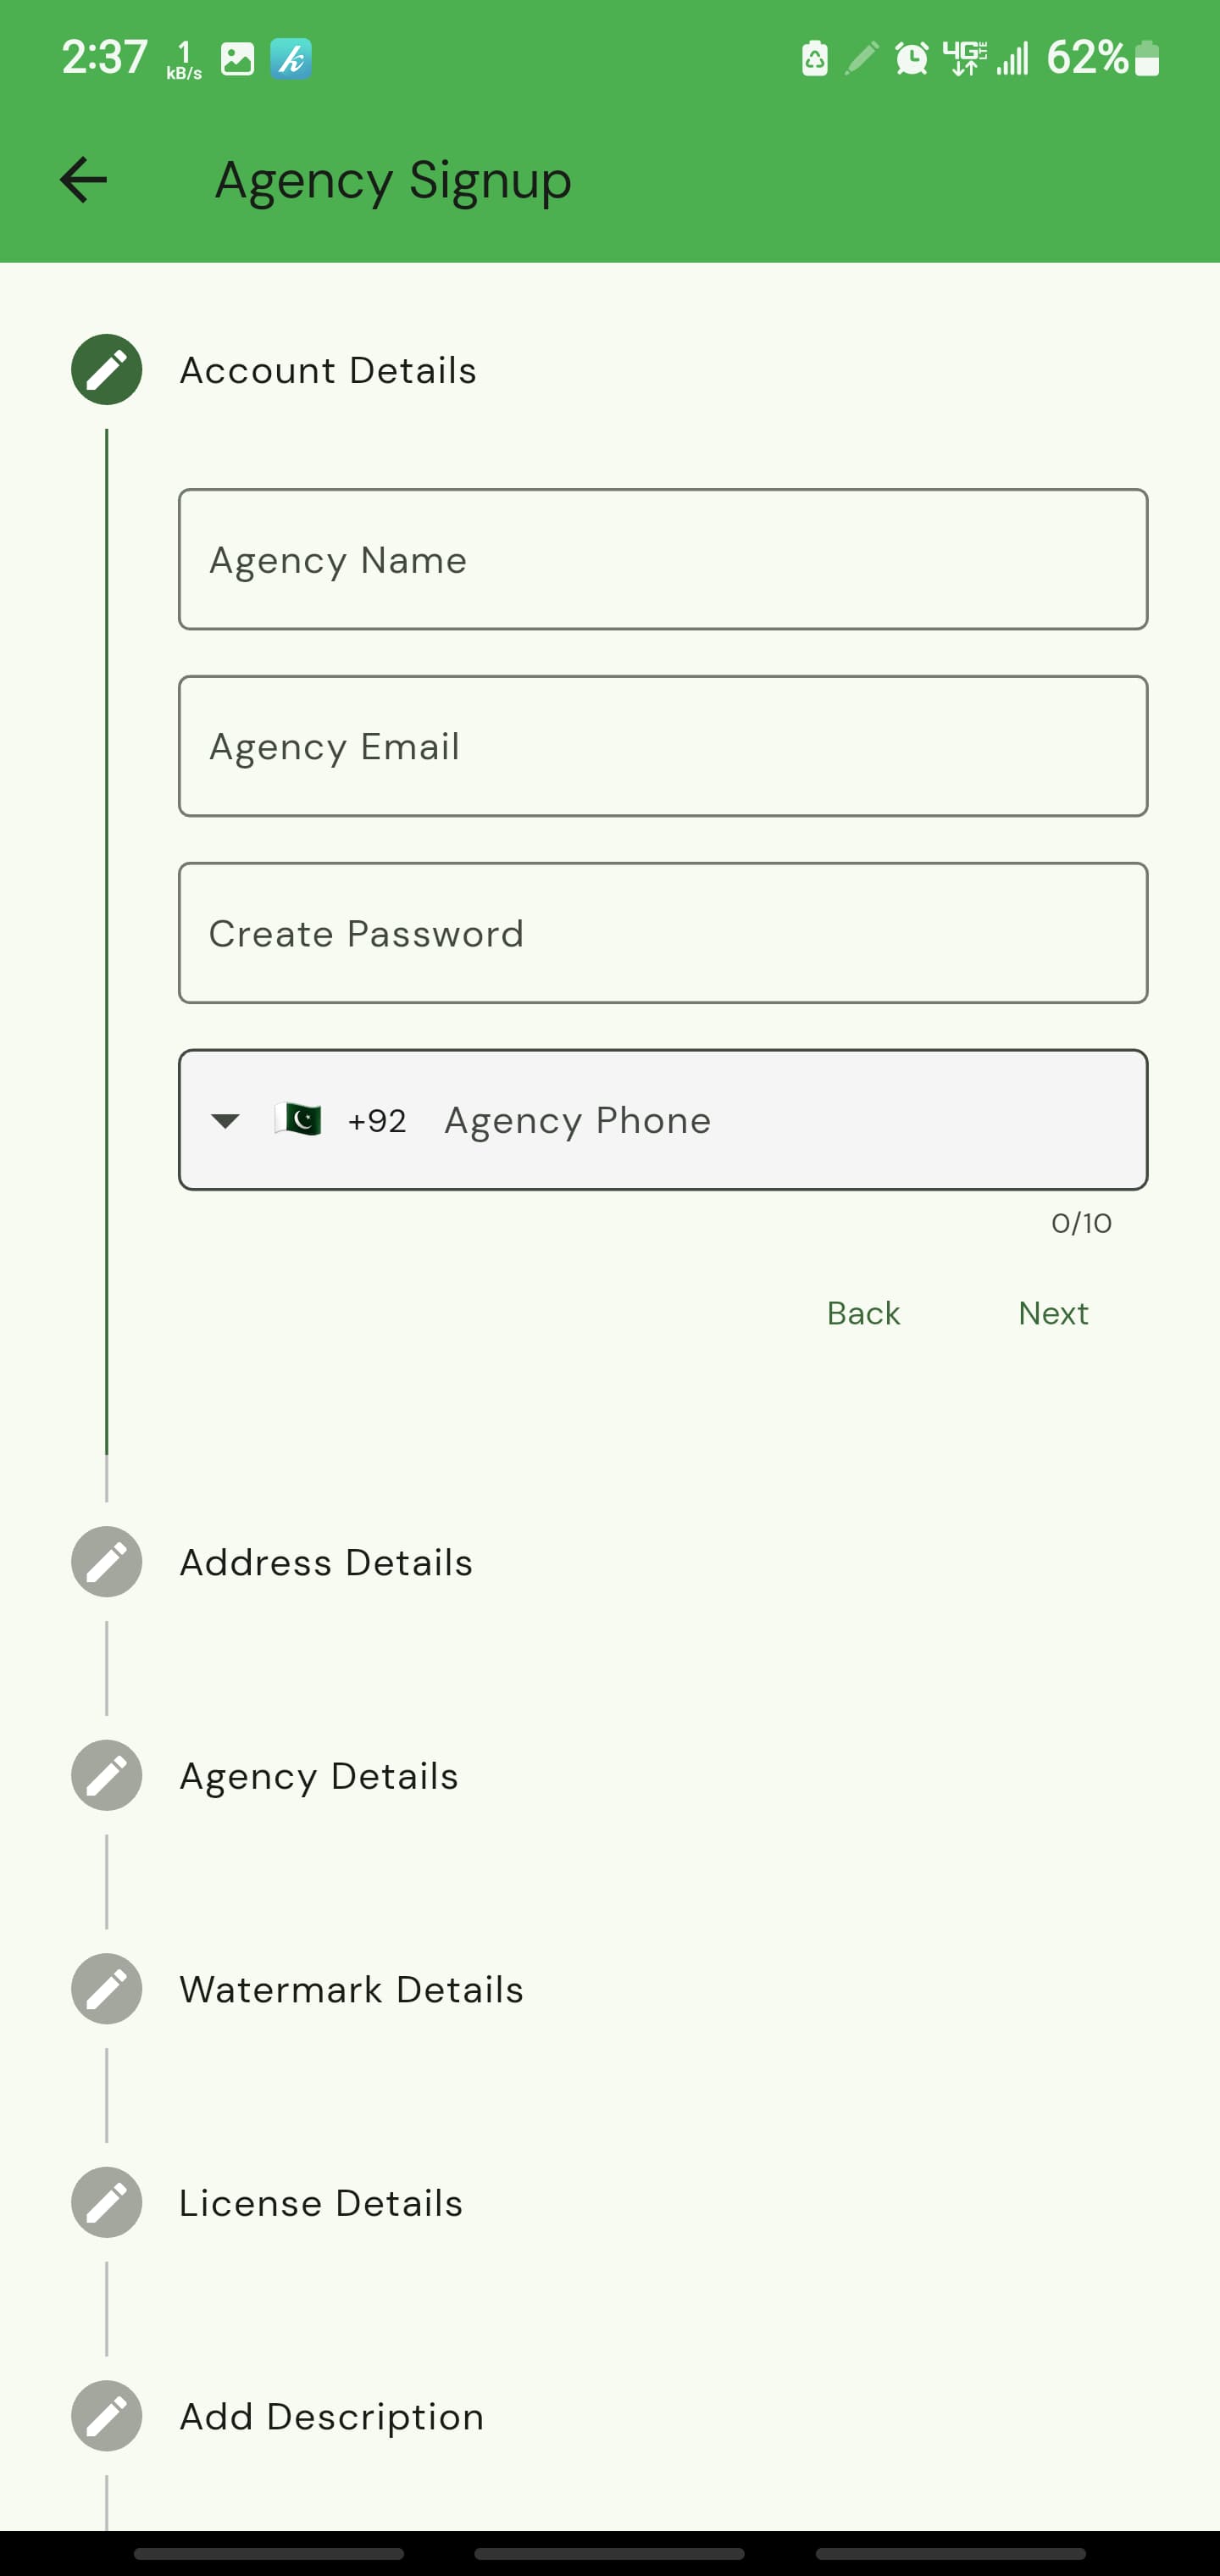 2:37 1 kB/s k 4G LTE 62%
Agency Signup
Account Details
Agency Name
Agency Email
Create Password
+92 Agency Phone
0/10
Back Next
Address Details
Agency Details
Watermark Details
License Details
Add Description